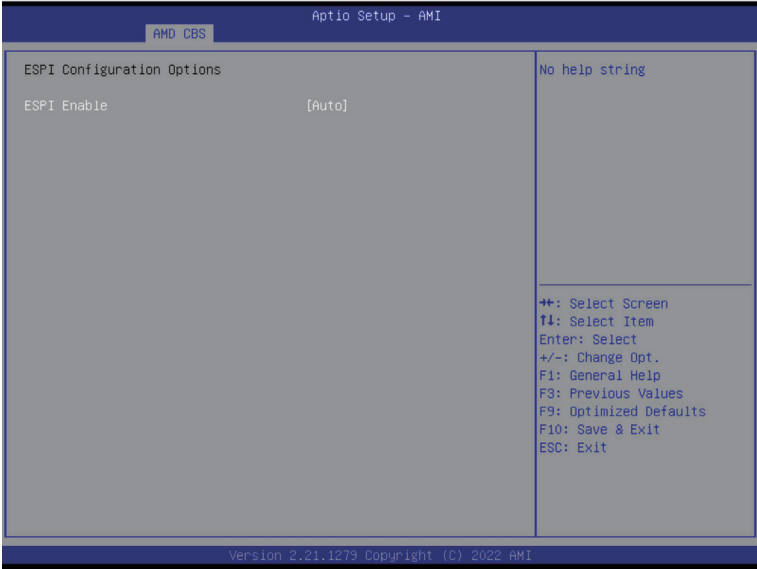 Aptio Setup – AMI
AMD CBS
ESPI Configuration Options
ESPI Enable [Auto]
No help string
→←: Select Screen
↑↓: Select Item
Enter: Select
+/-: Change Opt.
F1: General Help
F3: Previous Values
F9: Optimized Defaults
F10: Save & Exit
ESC: Exit
Version 2.21.1279 Copyright (C) 2022 AMI